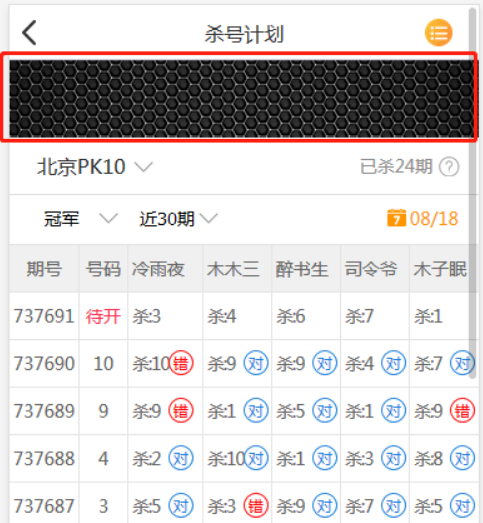 杀号计划
北京PK10 已杀24期 ?
冠军 近30期 7 08/18
期号 号码 冷雨夜 木木三 醉书生 司令爷 木子眠
737691 待开 杀:3 杀:4 杀:6 杀:7 杀:1
737690 10 杀:10 错 杀:9 对 杀:9 对 杀:4 对 杀:7 对
737689 9 杀:9 错 杀:1 对 杀:5 对 杀:1 对 杀:9 错
737688 4 杀:2 对 杀:10 对 杀:1 对 杀:3 对 杀:8 对
737687 3 杀:5 对 杀:3 错 杀:9 对 杀:7 对 杀:5 对